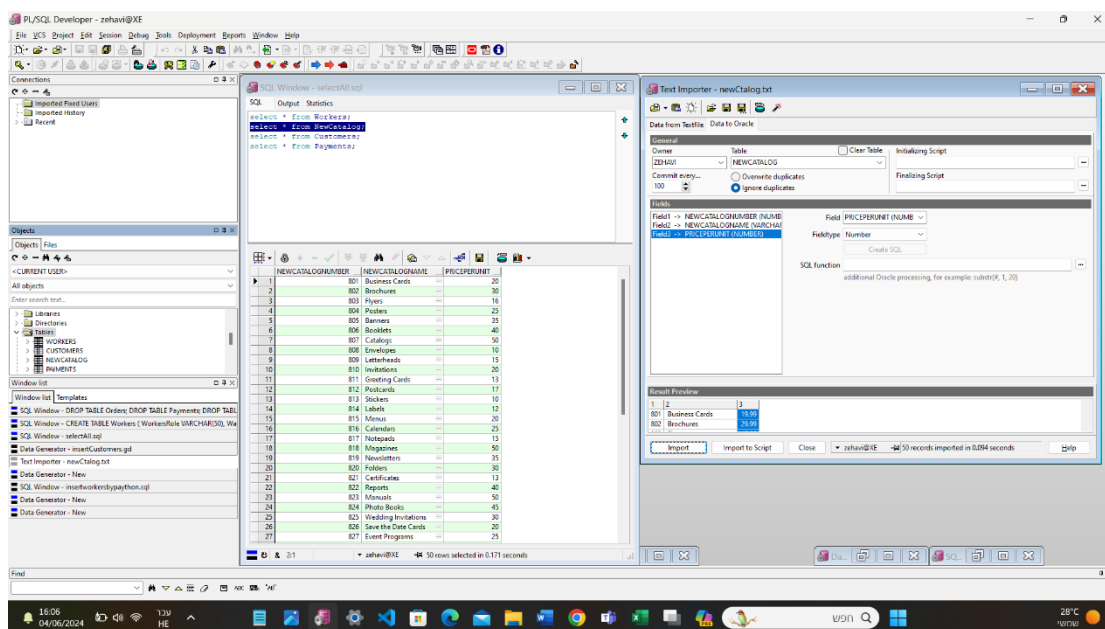 PL/SQL Developer - zehavi@XE
File VCS Project Edit Session Debug Tools Deployment Reports Window Help
Connections
Imported Fixed Users
Imported History
Recent
Objects
Objects Files
<CURRENT USER>
All objects
Enter search text...
Libraries
Directories
Tables
WORKERS
CUSTOMERS
NEWCATALOG
PAYMENTS
Window list
Window list Templates
SQL Window - DROP TABLE Orders; DROP TABLE Payments; DROP TABL
SQL Window - CREATE TABLE Workers ( WorkersRole VARCHAR(50), Wa
SQL Window - selectAll.sql
Data Generator - insertCustomers.gd
Text Importer - newCtalog.txt
Data Generator - New
SQL Window - insertworkersbypython.sql
Data Generator - New
Data Generator - New
SQL Window - selectAll.sql
SQL Output Statistics
select * from Workers;
select * from NewCatalog;
select * from Customers;
select * from Payments;
NEWCATALOGNUMBER NEWCATALOGNAME PRICEPERUNIT
1 801 Business Cards 20
2 802 Brochures 30
3 803 Flyers 16
4 804 Posters 25
5 805 Banners 35
6 806 Booklets 40
7 807 Catalogs 50
8 808 Envelopes 10
9 809 Letterheads 15
10 810 Invitations 20
11 811 Greeting Cards 13
12 812 Postcards 17
13 813 Stickers 10
14 814 Labels 12
15 815 Menus 20
16 816 Calendars 25
17 817 Notepads 15
18 818 Magazines 50
19 819 Newsletters 35
20 820 Folders 30
21 821 Certificates 13
22 822 Reports 40
23 823 Manuals 50
24 824 Photo Books 45
25 825 Wedding Invitations 30
26 826 Save the Date Cards 20
27 827 Event Programs 25
2:1 zehavi@XE 50 rows selected in 0.171 seconds
Text Importer - newCtalog.txt
Data from Textfile Data to Oracle
General
Owner Table Clear Table Initializing Script
ZEHAVI NEWCATALOG
Commit every... Overwrite duplicates Finalizing Script
100 Ignore duplicates
Fields
Field1 -> NEWCATALOGNUMBER (NUMB
Field2 -> NEWCATALOGNAME (VARCHAR
Field3 -> PRICEPERUNIT (NUMBER)
Field PRICEPERUNIT (NUMB
Fieldtype Number
Create SQL
SQL function
additional Oracle processing, for example: substr(#, 1, 20)
Result Preview
1 2 3
801 Business Cards 19.99
802 Brochures 29.99
Import Import to Script Close zehavi@XE 50 records imported in 0.094 seconds Help
Da...
SQ...
Find
16:06
04/06/2024
עבר
HE
חפש
28°C
שמשי